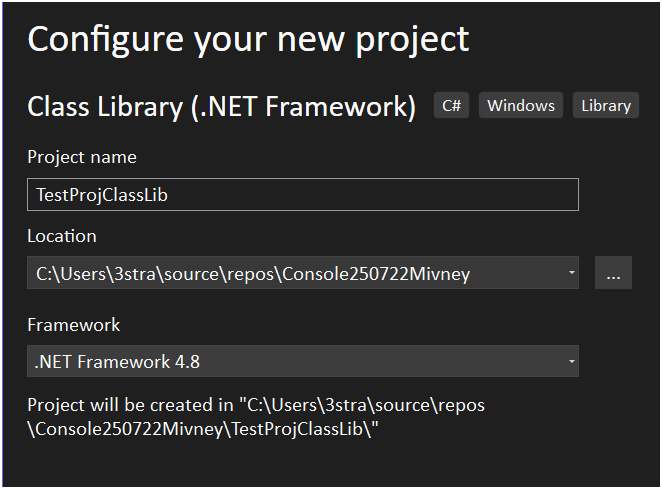 Configure your new project
Class Library (.NET Framework) C# Windows Library
Project name
TestProjClassLib
Location
C:\Users\3stra\source\repos\Console250722Mivney
...
Framework
.NET Framework 4.8
Project will be created in "C:\Users\3stra\source\repos
\Console250722Mivney\TestProjClassLib\"